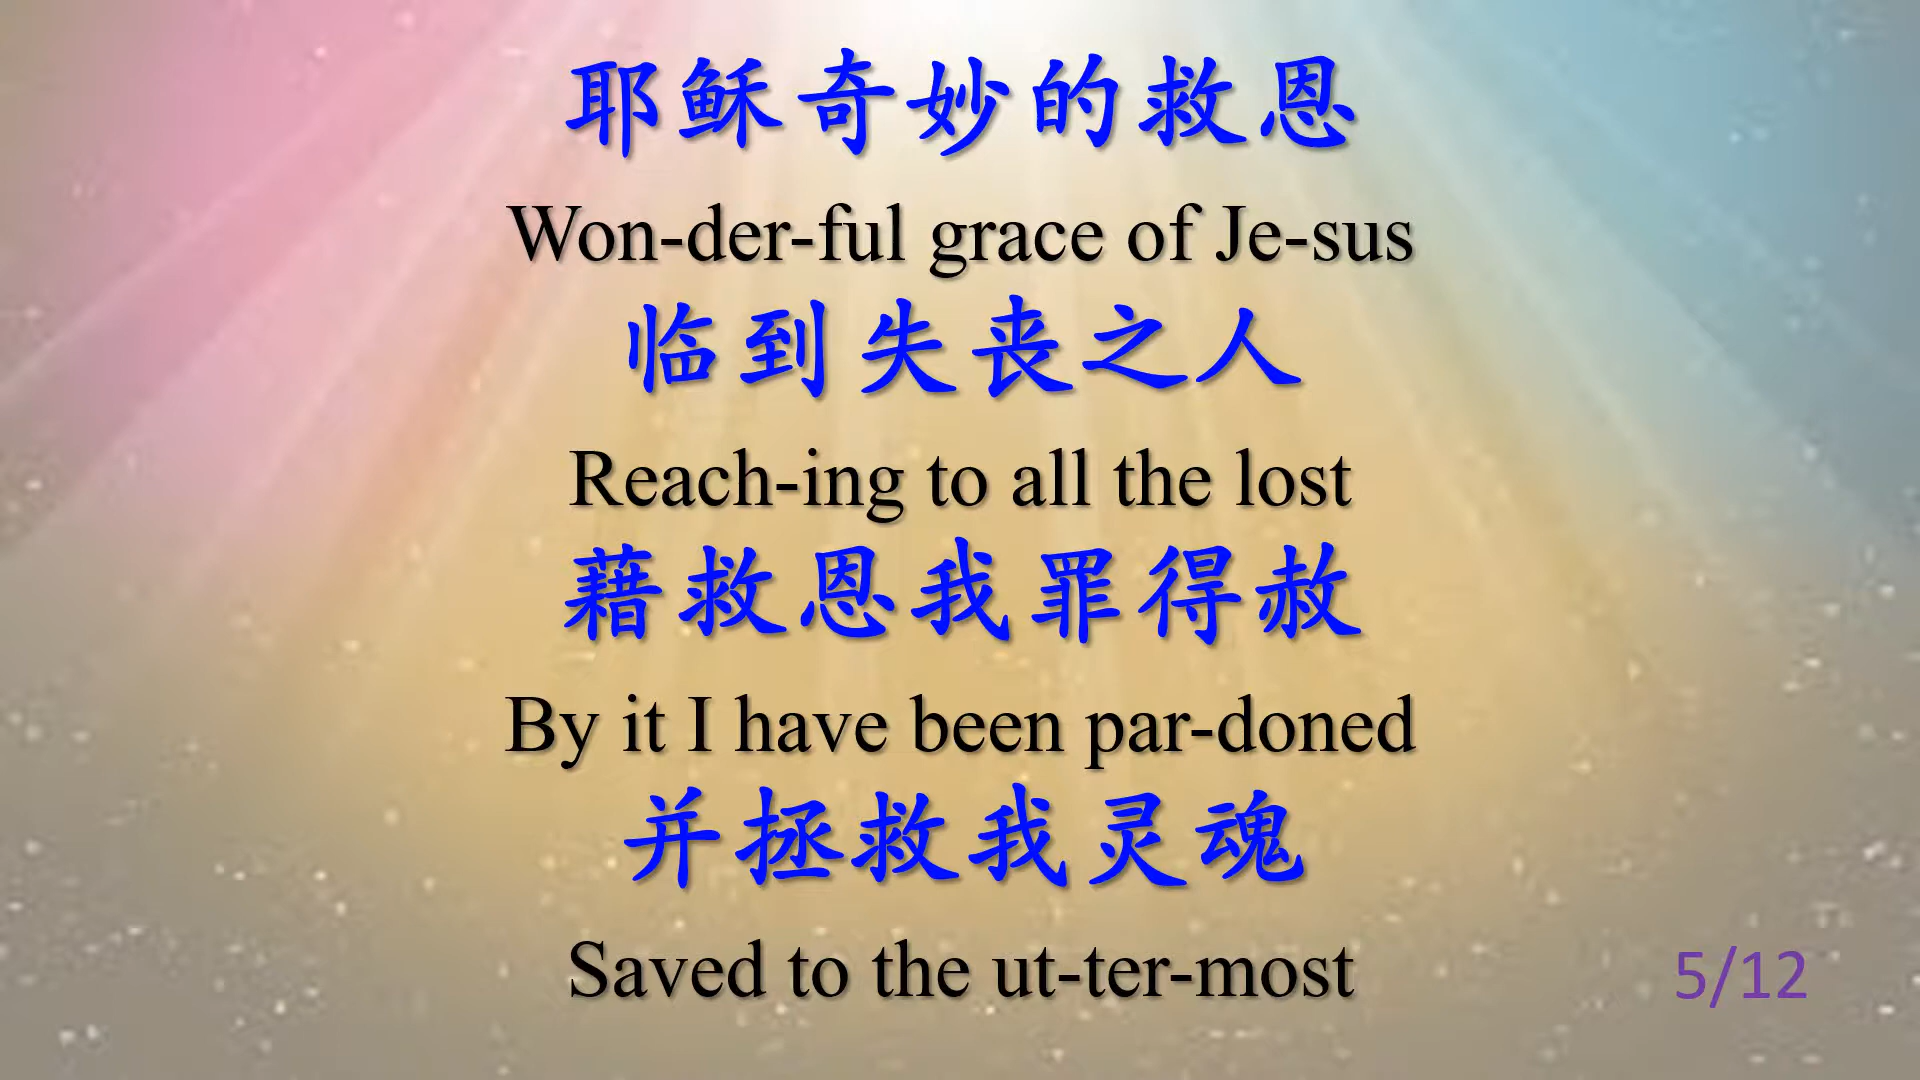 耶稣奇妙的救恩
Won-der-ful grace of Je-sus
临到失丧之人
Reach-ing to all the lost
藉救恩我罪得赦
By it I have been par-doned
并拯救我灵魂
Saved to the ut-ter-most
5/12